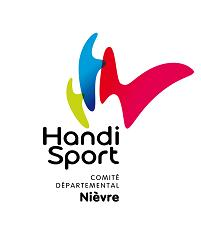 Handi
Sport
COMITÉ
DÉPARTEMENTAL
Nièvre